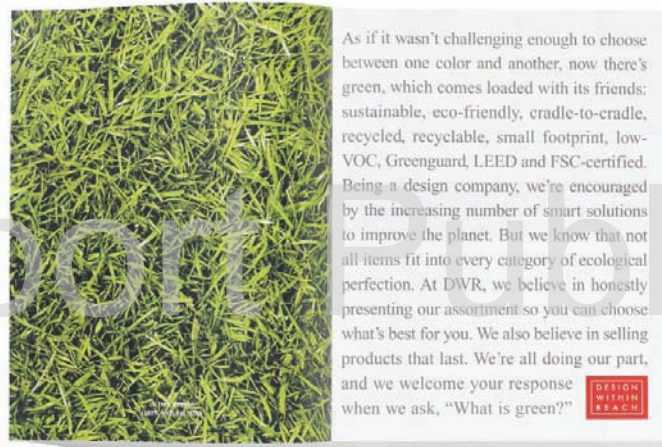 As if it wasn't challenging enough to choose
between one color and another, now there's
green, which comes loaded with its friends:
sustainable, eco-friendly, cradle-to-cradle,
recycled, recyclable, small footprint, low-
VOC, Greenguard, LEED and FSC-certified.
Being a design company, we're encouraged
by the increasing number of smart solutions
to improve the planet. But we know that not
all items fit into every category of ecological
perfection. At DWR, we believe in honestly
presenting our assortment so you can choose
what's best for you. We also believe in selling
products that last. We're all doing our part,
and we welcome your response
when we ask, “What is green?”
DESIGN
WITHIN
REACH
port Publ